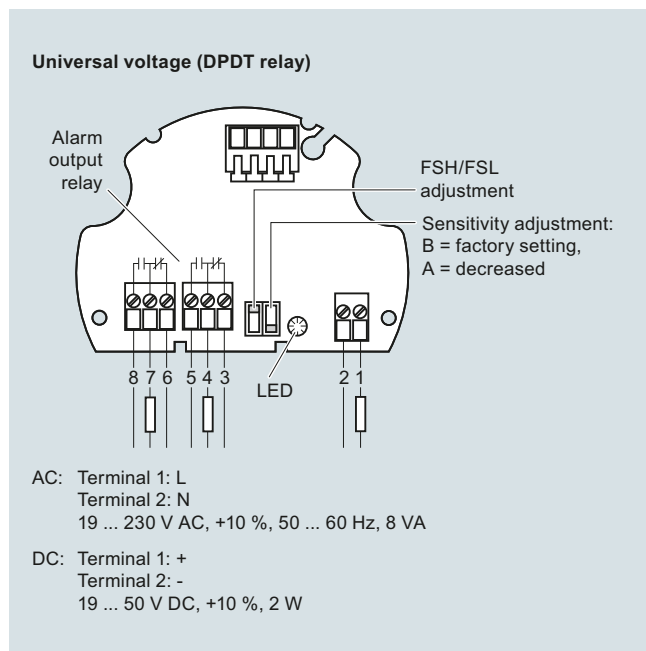 Universal voltage (DPDT relay)
Alarm
output
relay
FSH/FSL
adjustment
Sensitivity adjustment:
B = factory setting,
A = decreased
8 7 6 5 4 3 2 1
LED
AC: Terminal 1: L
Terminal 2: N
19 ... 230 V AC, +10 %, 50 ... 60 Hz, 8 VA
DC: Terminal 1: +
Terminal 2: -
19 ... 50 V DC, +10 %, 2 W